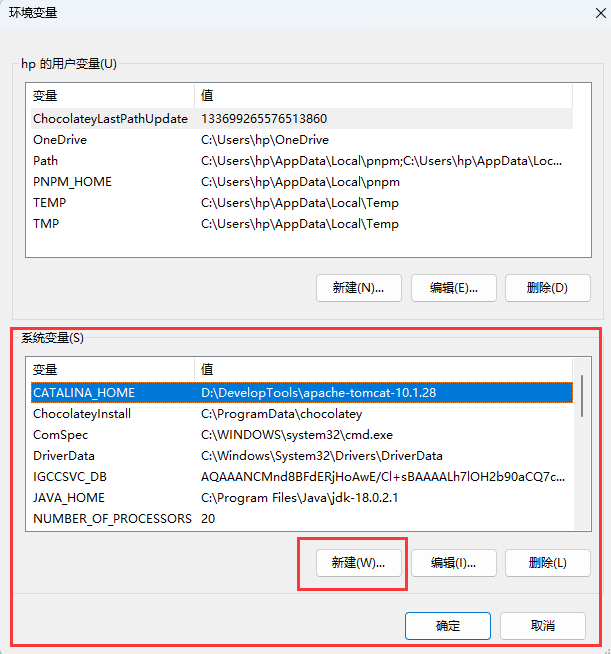 环境变量
hp 的用户变量(U)
变量 值
ChocolateyLastPathUpdate 133699265576513860
OneDrive C:\Users\hp\OneDrive
Path C:\Users\hp\AppData\Local\pnpm;C:\Users\hp\AppData\Loc...
PNPM_HOME C:\Users\hp\AppData\Local\pnpm
TEMP C:\Users\hp\AppData\Local\Temp
TMP C:\Users\hp\AppData\Local\Temp
新建(N)... 编辑(E)... 删除(D)
系统变量(S)
变量 值
CATALINA_HOME D:\DevelopTools\apache-tomcat-10.1.28
ChocolateyInstall C:\ProgramData\chocolatey
ComSpec C:\WINDOWS\system32\cmd.exe
DriverData C:\Windows\System32\Drivers\DriverData
IGCCSVC_DB AQAAANCMnd8BFdERjHoAwE/Cl+sBAAAALh7lOH2b90aCQ7c...
JAVA_HOME C:\Program Files\Java\jdk-18.0.2.1
NUMBER_OF_PROCESSORS 20
新建(W)... 编辑(I)... 删除(L)
确定 取消